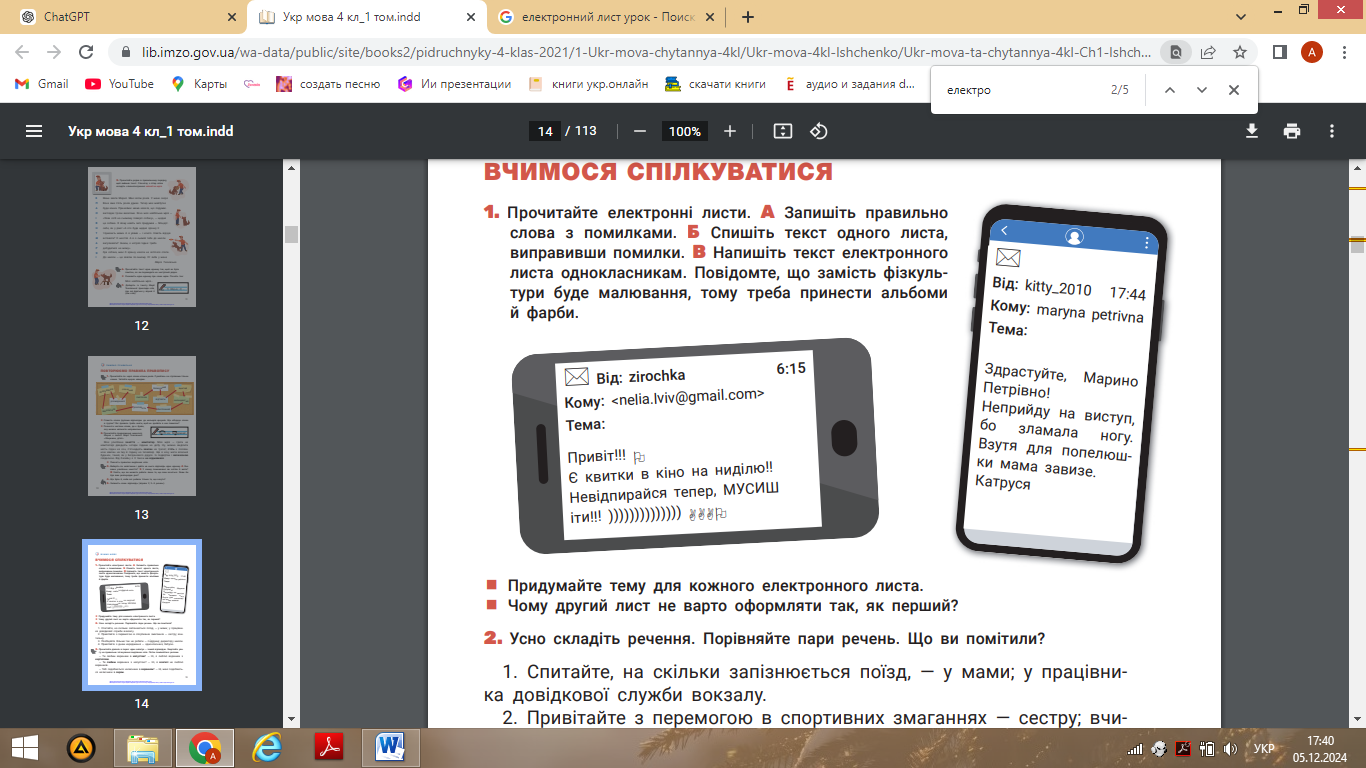 ChatGPT
Укр мова 4 кл_1 том.indd
електронний лист урок - Поиск
lib.imzo.gov.ua/wa-data/public/site/books2/pidruchnyky-4-klas-2021/1-Ukr-mova-chytannya-4kl/Ukr-mova-4kl-Ishchenko/Ukr-mova-ta-chytannya-4kl-Ch1-Ishch...
A
Gmail
YouTube
Карты
создать песню
Ии презентации
книги укр.онлайн
скачати книги
аудио и задания d...
електро
2/5
Укр мова 4 кл_1 том.indd
14 / 113
100%
12
13
14
ВЧИМОСЯ СПІЛКУВАТИСЯ
1. Прочитайте електронні листи. А Запишіть правильно
слова з помилками. Б Спишіть текст одного листа,
виправивши помилки. В Напишіть текст електронного
листа однокласникам. Повідомте, що замість фізкуль-
тури буде малювання, тому треба принести альбоми
й фарби.
Від: zirochka 6:15
Кому: <nelia.lviv@gmail.com>
Тема:
Привіт!!!
Є квитки в кіно на ниділю!!
Невідпирайся тепер, МУСИШ
іти!!! ))))))))))))))
Від: kitty_2010 17:44
Кому: maryna petrivna
Тема:
Здрастуйте, Марино
Петрівно!
Неприйду на виступ,
бо зламала ногу.
Взутя для попелюш-
ки мама завизе.
Катруся
Придумайте тему для кожного електронного листа.
Чому другий лист не варто оформляти так, як перший?
2. Усно складіть речення. Порівняйте пари речень. Що ви помітили?
1. Спитайте, на скільки запізнюється поїзд, — у мами; у працівни-
ка довідкової служби вокзалу.
2. Привітайте з перемогою в спортивних змаганнях — сестру; вчи-
УКР
17:40
05.12.2024